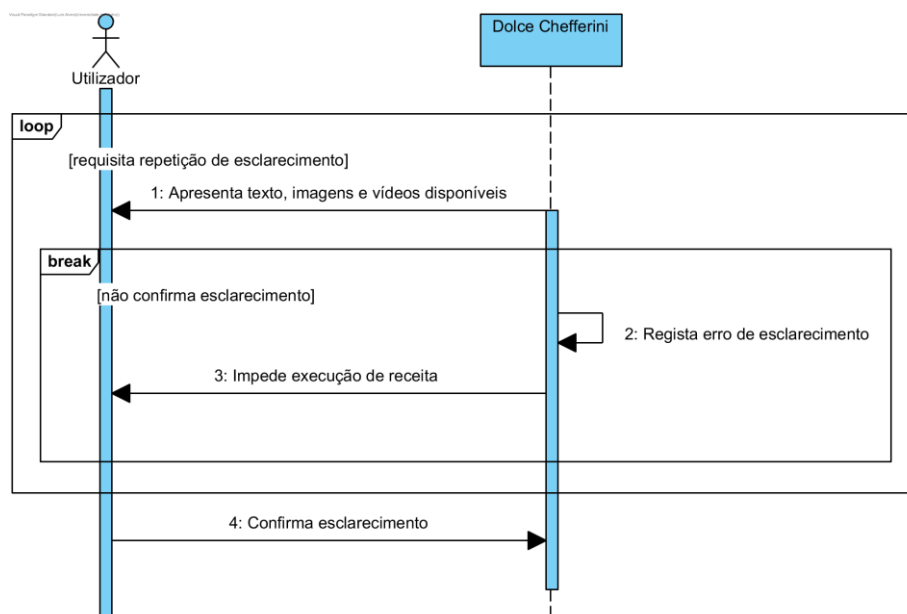 Utilizador
Dolce Chefferini
loop
[requisita repetição de esclarecimento]
1: Apresenta texto, imagens e vídeos disponíveis
break
[não confirma esclarecimento]
2: Regista erro de esclarecimento
3: Impede execução de receita
4: Confirma esclarecimento